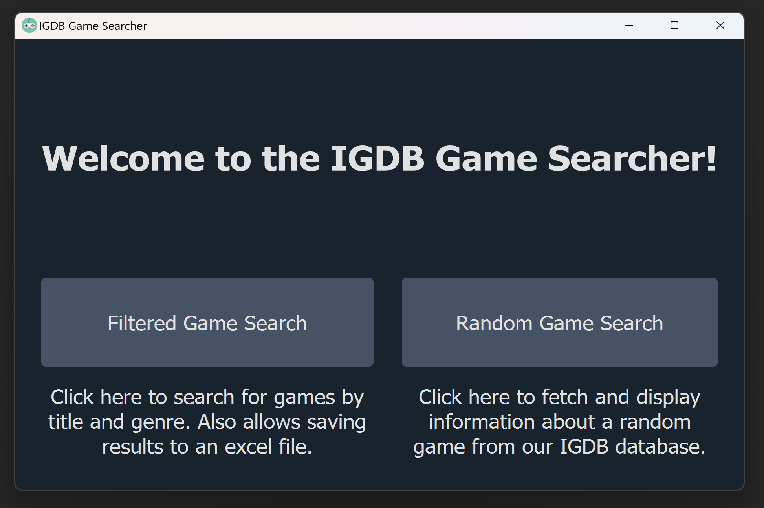 IGDB Game Searcher
Welcome to the IGDB Game Searcher!
Filtered Game Search
Random Game Search
Click here to search for games by
title and genre. Also allows saving
results to an excel file.
Click here to fetch and display
information about a random
game from our IGDB database.